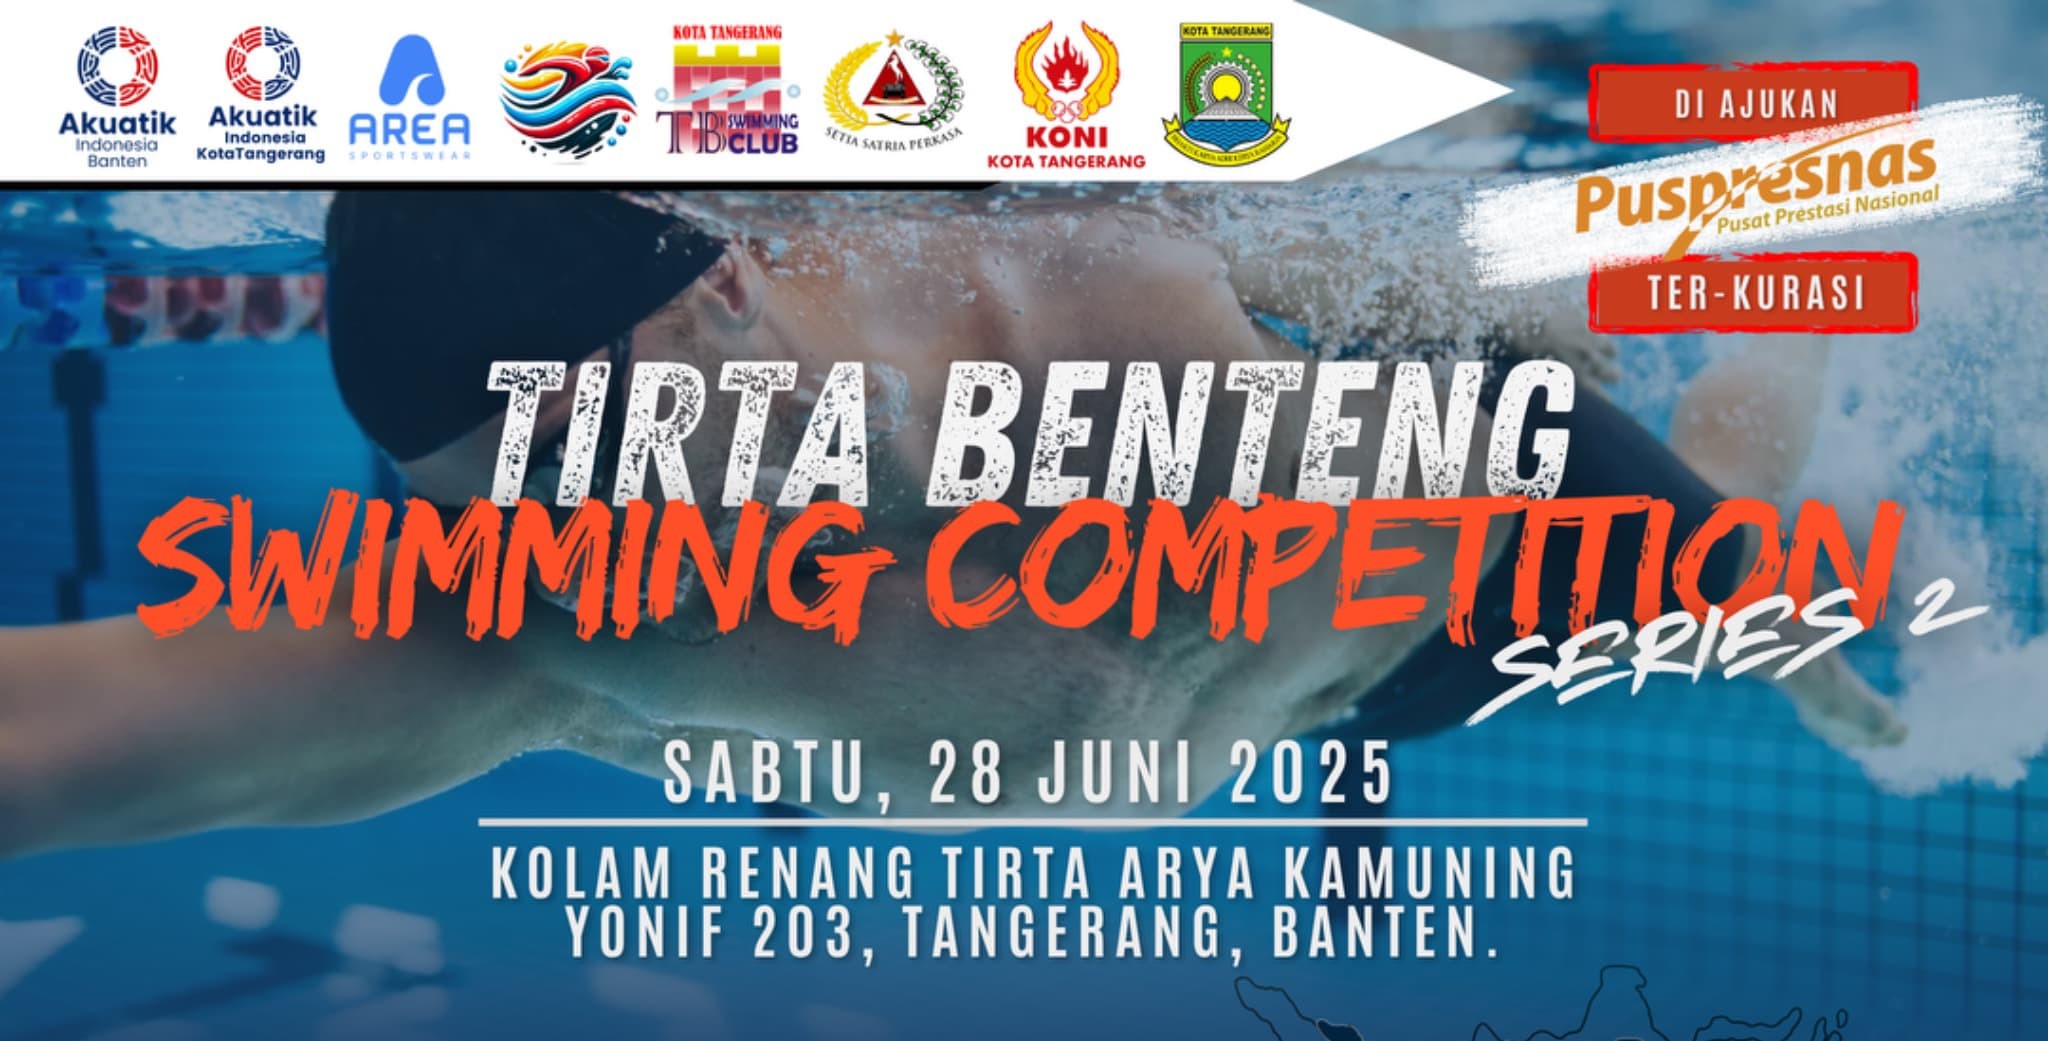 Akuatik
Indonesia
Banten
Akuatik
Indonesia
KotaTangerang
AREA
SPORTSWEAR
KOTA TANGERANG
TB SWIMMING
CLUB
SETIA SATRIA PERKASA
KONI
KOTA TANGERANG
KOTA TANGERANG
DI AJUKAN
Puspresnas
Pusat Prestasi Nasional
TER-KURASI
TIRTA BENTENG
SWIMMING COMPETITION
SERIES 2
SABTU, 28 JUNI 2025
KOLAM RENANG TIRTA ARYA KAMUNING
YONIF 203, TANGERANG, BANTEN.